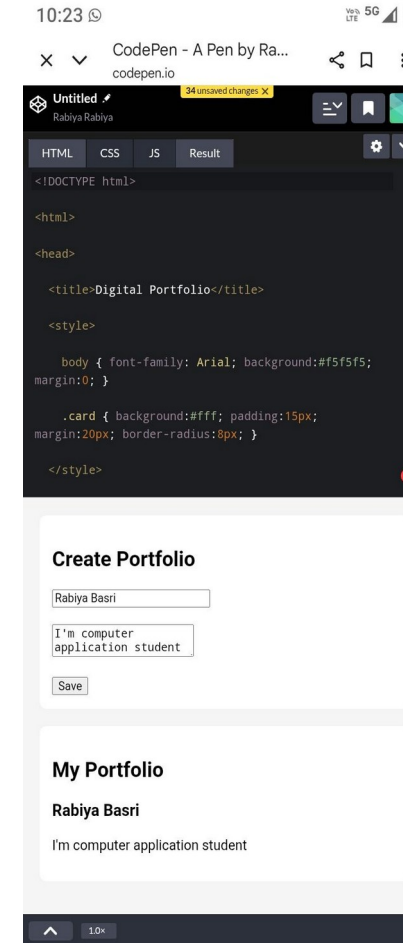 10:23
Vo)) 5G
LTE
CodePen - A Pen by Ra...
codepen.io
34 unsaved changes X
Untitled
Rabiya Rabiya
HTML CSS JS Result
<!DOCTYPE html>
<html>
<head>
<title>Digital Portfolio</title>
<style>
body { font-family: Arial; background:#f5f5f5;
margin:0; }
.card { background:#fff; padding:15px;
margin:20px; border-radius:8px; }
</style>
Create Portfolio
Rabiya Basri
I'm computer
application student
Save
My Portfolio
Rabiya Basri
I'm computer application student
1.0×